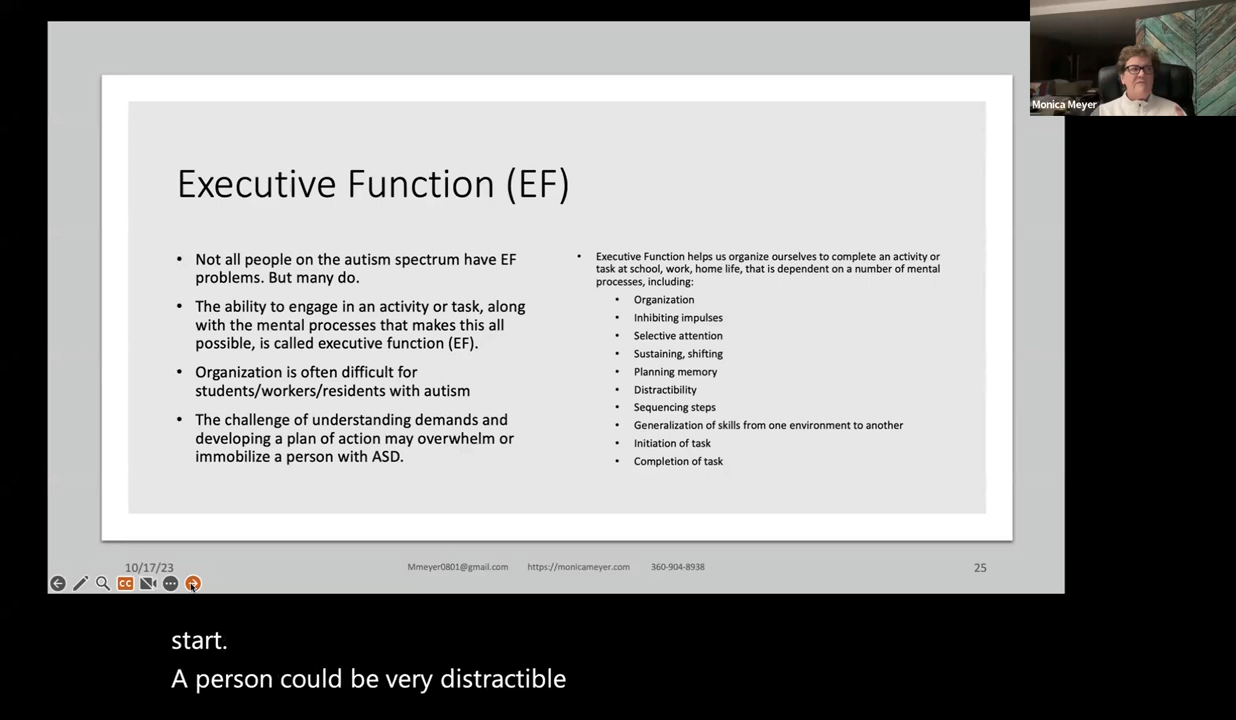 Monica Meyer
Executive Function (EF)
• Not all people on the autism spectrum have EF
problems. But many do.
• The ability to engage in an activity or task, along
with the mental processes that makes this all
possible, is called executive function (EF).
• Organization is often difficult for
students/workers/residents with autism
• The challenge of understanding demands and
developing a plan of action may overwhelm or
immobilize a person with ASD.
• Executive Function helps us organize ourselves to complete an activity or
task at school, work, home life, that is dependent on a number of mental
processes, including:
• Organization
• Inhibiting impulses
• Selective attention
• Sustaining, shifting
• Planning memory
• Distractibility
• Sequencing steps
• Generalization of skills from one environment to another
• Initiation of task
• Completion of task
10/17/23 Mmeyer0801@gmail.com https://monicameyer.com 360-904-8938 25
CC
start.
A person could be very distractible